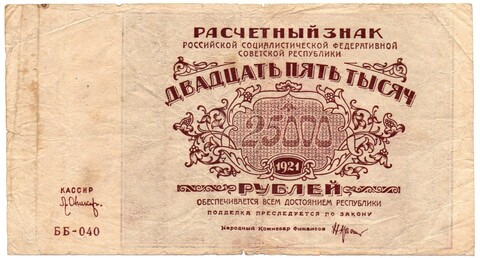 РАСЧЕТНЫЙ ЗНАК
РОССИЙСКОЙ СОЦИАЛИСТИЧЕСКОЙ ФЕДЕРАТИВНОЙ
СОВЕТСКОЙ РЕСПУБЛИКИ
ДВАДЦАТЬ ПЯТЬ ТЫСЯЧ
25000
1921
РУБЛЕЙ
ОБЕСПЕЧИВАЕТСЯ ВСЕМ ДОСТОЯНИЕМ РЕСПУБЛИКИ
ПОДДЕЛКА ПРЕСЛЕДУЕТСЯ ПО ЗАКОНУ
Народный Комиссар Финансов
КАССИР
ББ-040